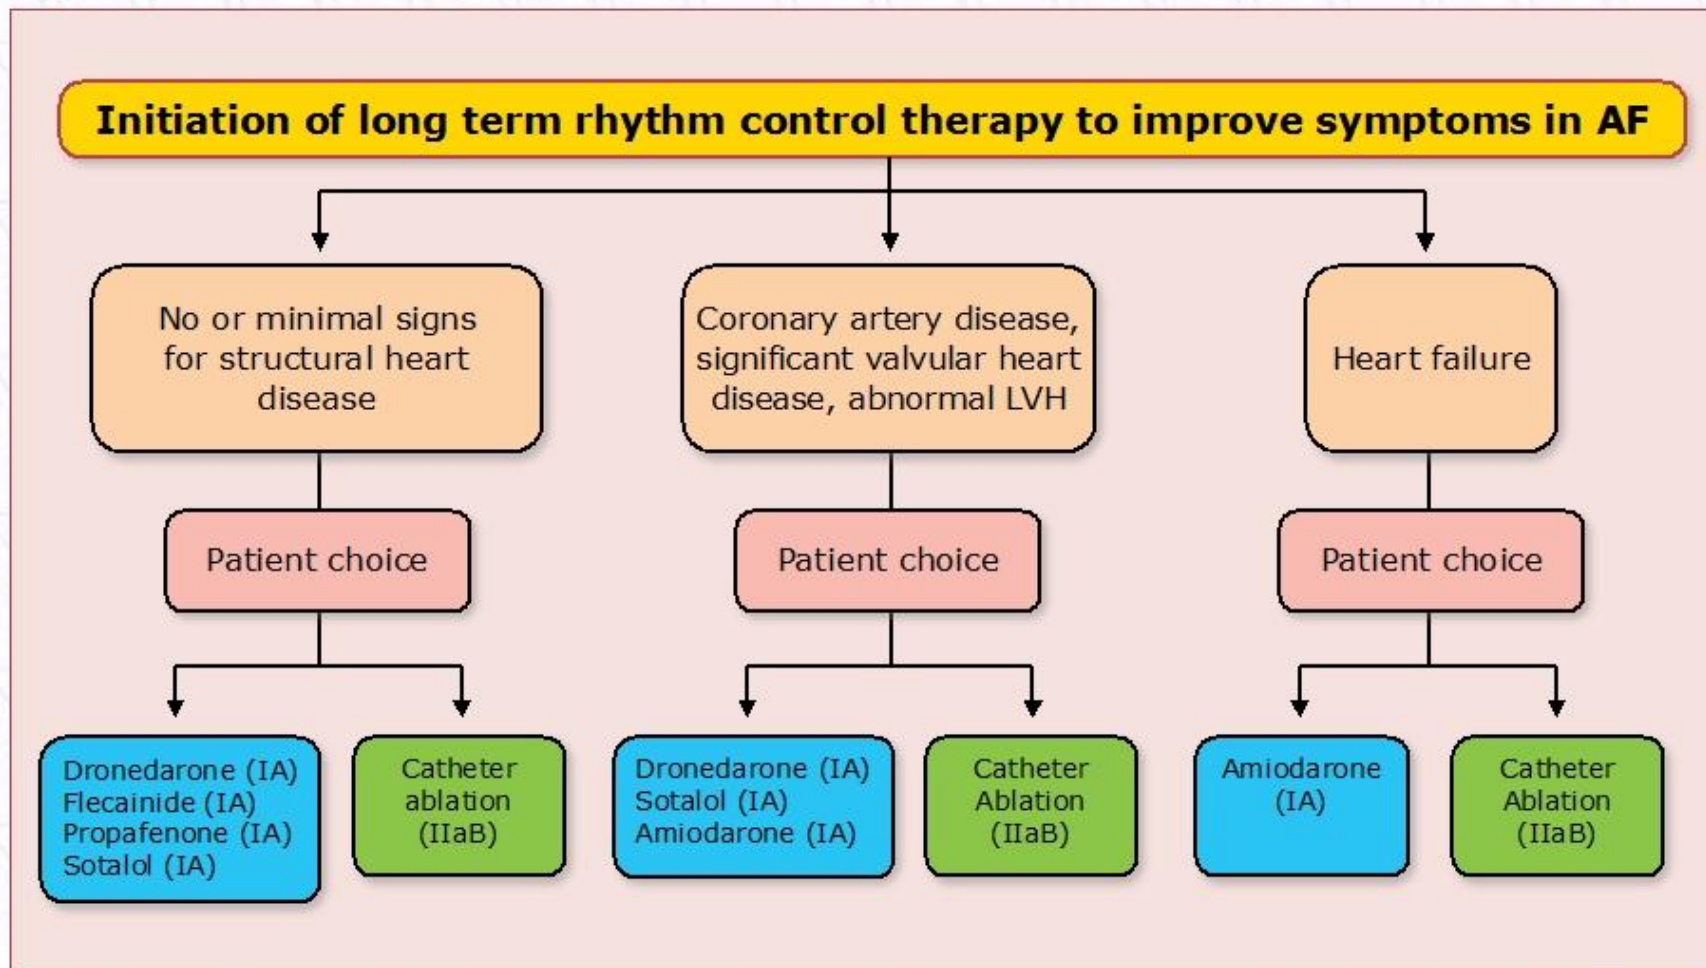 Initiation of long term rhythm control therapy to improve symptoms in AF
No or minimal signs
for structural heart
disease
Coronary artery disease,
significant valvular heart
disease, abnormal LVH
Heart failure
Patient choice
Patient choice
Patient choice
Dronedarone (IA)
Flecainide (IA)
Propafenone (IA)
Sotalol (IA)
Catheter
ablation
(IIaB)
Dronedarone (IA)
Sotalol (IA)
Amiodarone (IA)
Catheter
Ablation
(IIaB)
Amiodarone
(IA)
Catheter
Ablation
(IIaB)